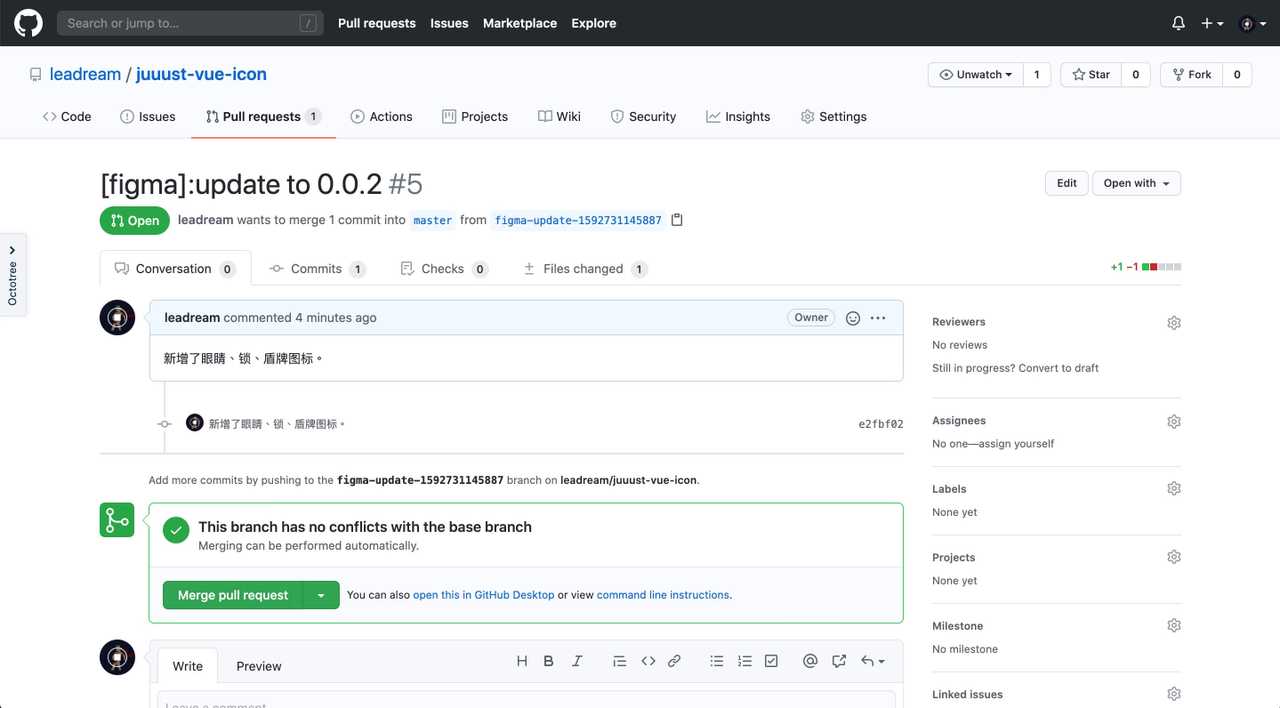 Search or jump to... / Pull requests Issues Marketplace Explore
leadream / juuust-vue-icon Unwatch 1 Star 0 Fork 0
Code Issues Pull requests 1 Actions Projects Wiki Security Insights Settings
[figma]:update to 0.0.2 #5 Edit Open with
Open leadream wants to merge 1 commit into master from figma-update-1592731145887
Octotree
Conversation 0 Commits 1 Checks 0 Files changed 1 +1 −1
leadream commented 4 minutes ago Owner
新增了眼睛、锁、盾牌图标。
新增了眼睛、锁、盾牌图标。 e2fbf02
Add more commits by pushing to the figma-update-1592731145887 branch on leadream/juuust-vue-icon.
This branch has no conflicts with the base branch
Merging can be performed automatically.
Merge pull request You can also open this in GitHub Desktop or view command line instructions.
Write Preview H B I
Leave a comment
Reviewers
No reviews
Still in progress? Convert to draft
Assignees
No one—assign yourself
Labels
None yet
Projects
None yet
Milestone
No milestone
Linked issues